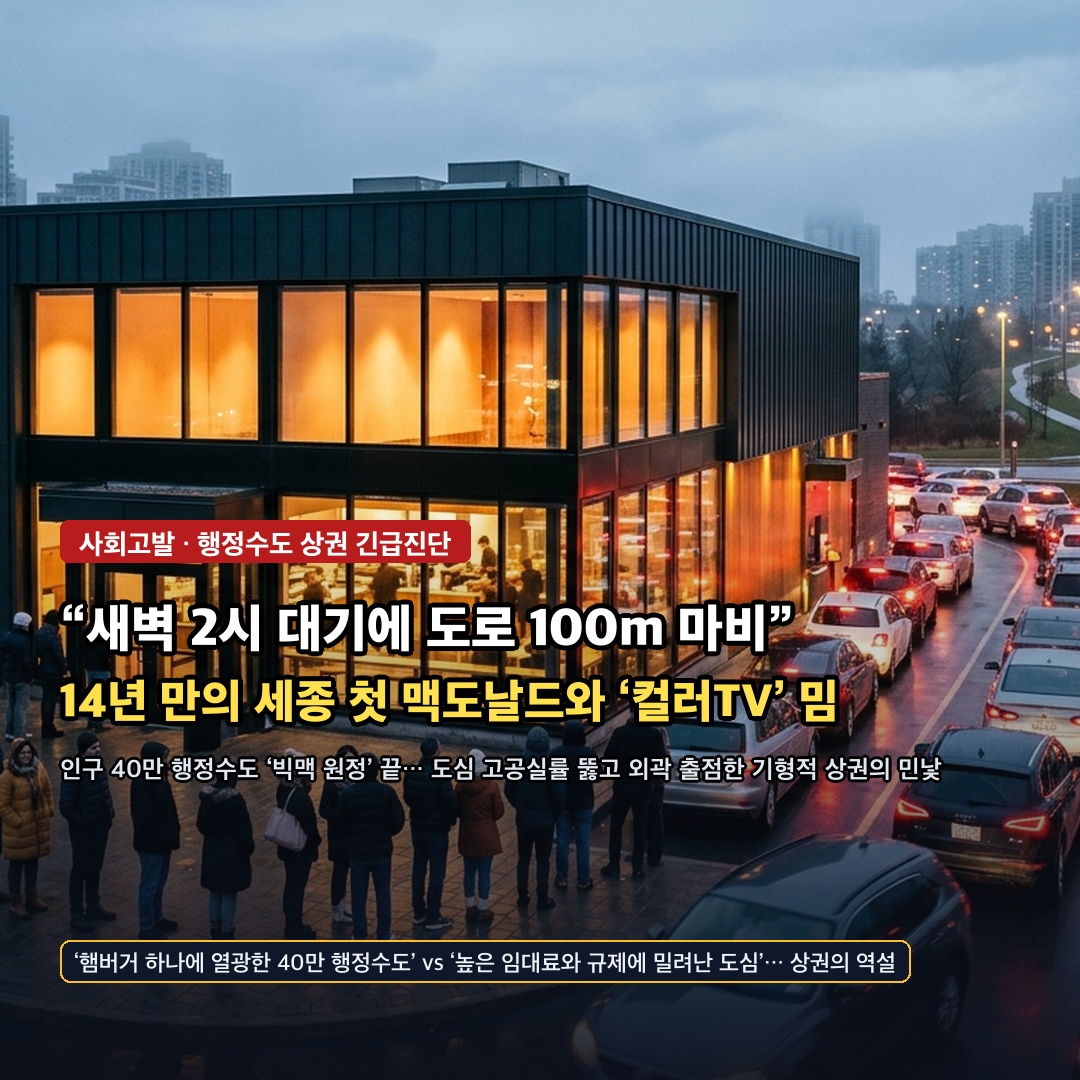 사회고발 · 행정수도 상권 긴급진단
“새벽 2시 대기에 도로 100m 마비”
14년 만의 세종 첫 맥도날드와 ‘컬러TV’ 밈
인구 40만 행정수도 ‘빅맥 원정’ 끝… 도심 고공실률 뚫고 외곽 출점한 기형적 상권의 민낯
‘햄버거 하나에 열광한 40만 행정수도’ vs ‘높은 임대료와 규제에 밀려난 도심’… 상권의 역설